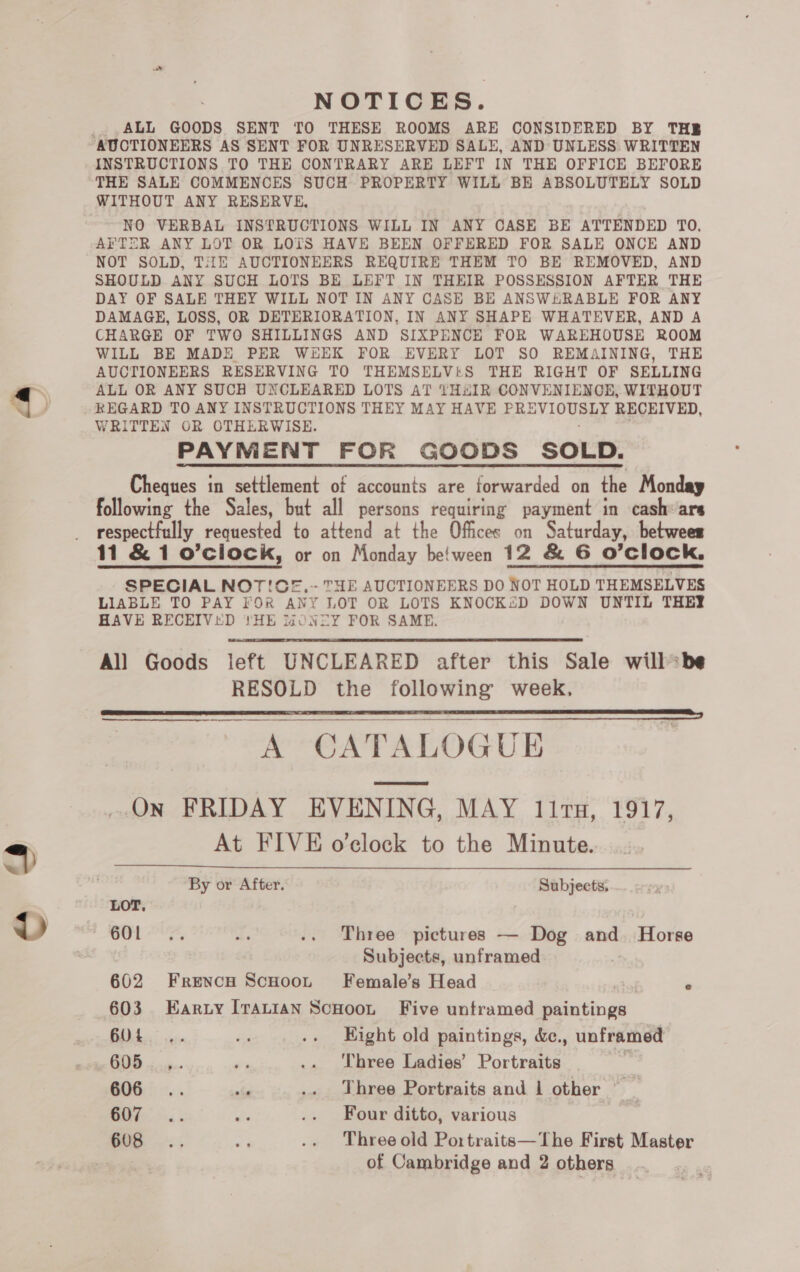 NOTICES.
ALL GOODS SENT TO THESE ROOMS ARE CONSIDERED BY THE
AUCTIONEERS AS SENT FOR UNRESERVED SALE, AND UNLESS WRITTEN
INSTRUCTIONS TO THE CONTRARY ARE LEFT IN THE OFFICE BEFORE
THE SALE COMMENCES SUCH PROPERTY WILL BE ABSOLUTELY SOLD
WITHOUT ANY RESERVE.
NO VERBAL INSTRUCTIONS WILL IN ANY CASE BE ATTENDED TO.
AFTER ANY LOT OR LOTS HAVE BEEN OFFERED FOR SALE ONCE AND
NOT SOLD, THE AUCTIONEERS REQUIRE THEM TO BE REMOVED, AND
SHOULD ANY SUCH LOTS BE LEFT IN THEIR POSSESSION AFTER THE
DAY OF SALE THEY WILL NOT IN ANY CASE BE ANSWERABLE FOR ANY
DAMAGE, LOSS, OR DETERIORATION, IN ANY SHAPE WHATEVER, AND A
CHARGE OF TWO SHILLINGS AND SIXPENCE FOR WAREHOUSE ROOM
WILL BE MADE PER WEEK FOR EVERY LOT SO REMAINING, THE
AUCTIONEERS RESERVING TO THEMSELVES THE RIGHT OF SELLING
ALL OR ANY SUCH UNCLEARED LOTS AT THEIR CONVENIENCE, WITHOUT
REGARD TO ANY INSTRUCTIONS THEY MAY HAVE PREVIOUSLY RECEIVED,
WRITTEN OR OTHERWISE.
PAYMENT FOR GOODS SOLD.
Cheques in settlement of accounts are forwarded on the Monday
following the Sales, but all persons requiring payment in cash are
respectfully requested to attend at the Offices on Saturday, between
11 & 1 o'clock, or on Monday between 12 & 6 o'clock.
SPECIAL NOTICE.- THE AUCTIONEERS DO NOT HOLD THEMSELVES
LIABLE TO PAY FOR ANY LOT OR LOTS KNOCKED DOWN UNTIL THEY
HAVE RECEIVED THE MONEY FOR SAME.
All Goods left UNCLEARED after this Sale will be
RESOLD the following week.
A CATALOGUE
On FRIDAY EVENING, MAY 11TH, 1917,
At FIVE o'clock to the Minute.
By or After. Subjects.
LOT.
601 .. .. .. Three pictures — Dog and Horse
Subjects, unframed
602 FRENCH SCHOOL Female's Head
603 EARLY ITALIAN SCHOOL Five unframed paintings
604 .. .. .. Eight old paintings, &c., unframed
605 .. .. .. Three Ladies' Portraits
606 .. .. .. Three Portraits and 1 other
607 .. .. .. Four ditto, various
608 .. .. .. Three old Portraits—The First Master
of Cambridge and 2 others